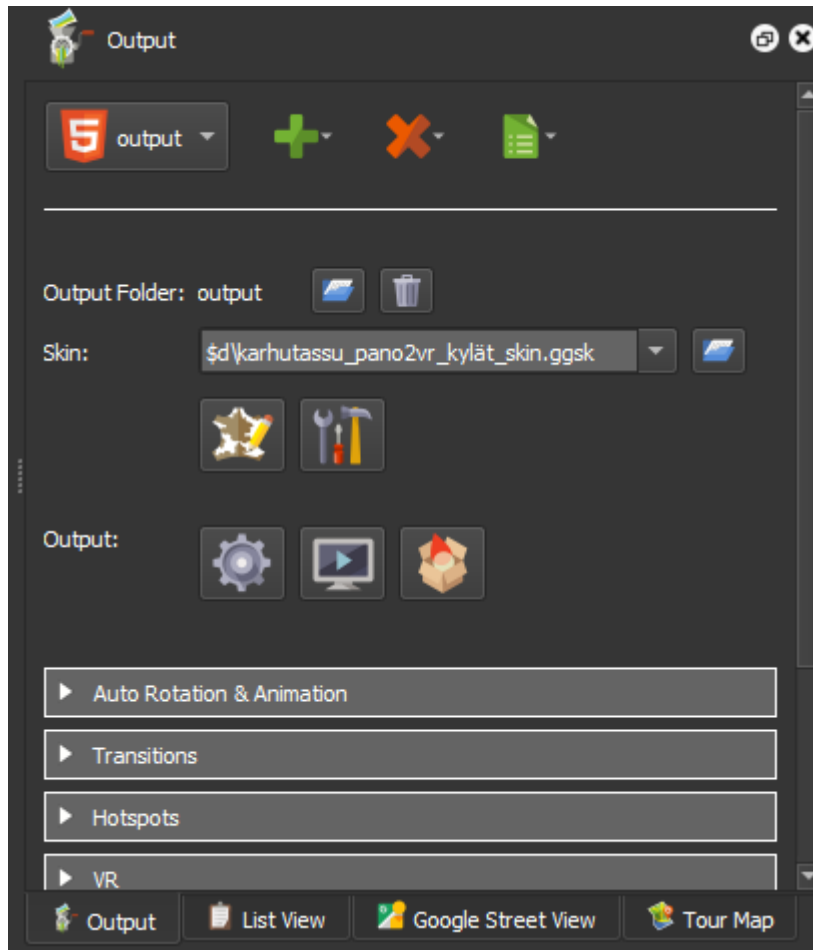 Output
5 output
Output Folder: output
Skin: $d\karhutassu_pano2vr_kylät_skin.ggsk
Output:
Auto Rotation & Animation
Transitions
Hotspots
VR
Output List View Google Street View Tour Map